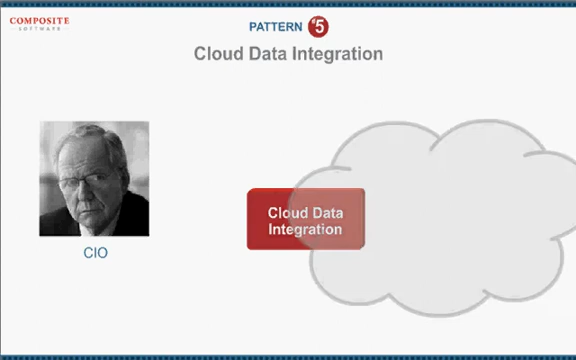 COMPOSITE
SOFTWARE
PATTERN #5
Cloud Data Integration
Cloud Data
Integration
CIO